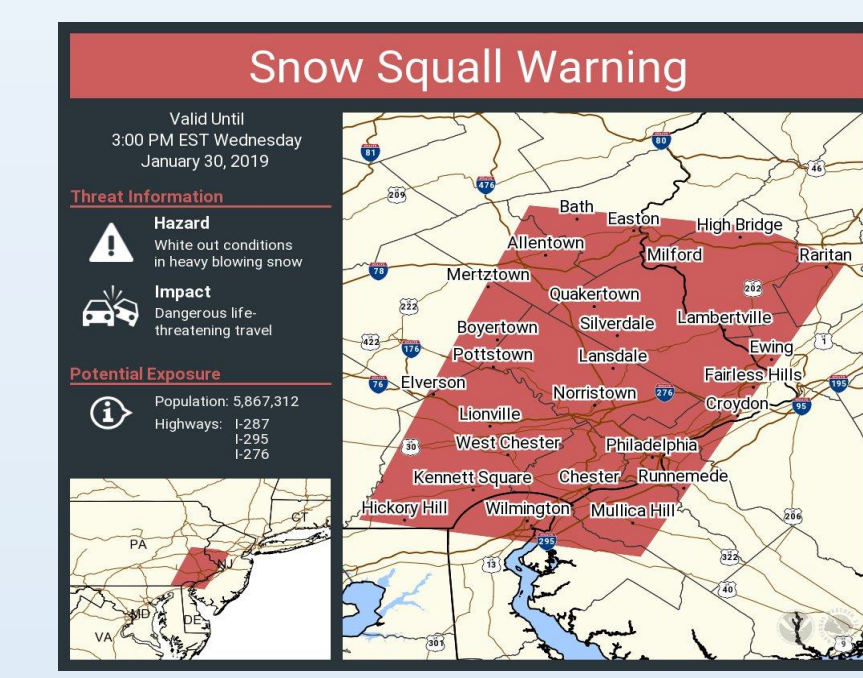 Snow Squall Warning
Valid Until
3:00 PM EST Wednesday
January 30, 2019
Threat Information
Hazard
White out conditions
in heavy blowing snow
Impact
Dangerous life-
threatening travel
Potential Exposure
Population: 5,867,312
Highways: I-287
I-295
I-276
PA
NJ
CT
MD
DE
VA
81
80
46
476
209
Bath
Easton
High Bridge
Allentown
Milford
Raritan
78
Mertztown
202
Quakertown
222
Silverdale
Lambertville
Boyertown
422
176
Pottstown
Lansdale
Ewing
1
76
Elverson
Fairless Hills
195
Norristown
276
Croydon
95
Lionville
30
West Chester
Philadelphia
Kennett Square
Chester
Runnemede
Hickory Hill
Wilmington
Mullica Hill
206
295
13
322
40
301
9